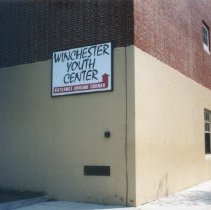 WINCHESTER
YOUTH
CENTER
ENTRANCE AROUND CORNER